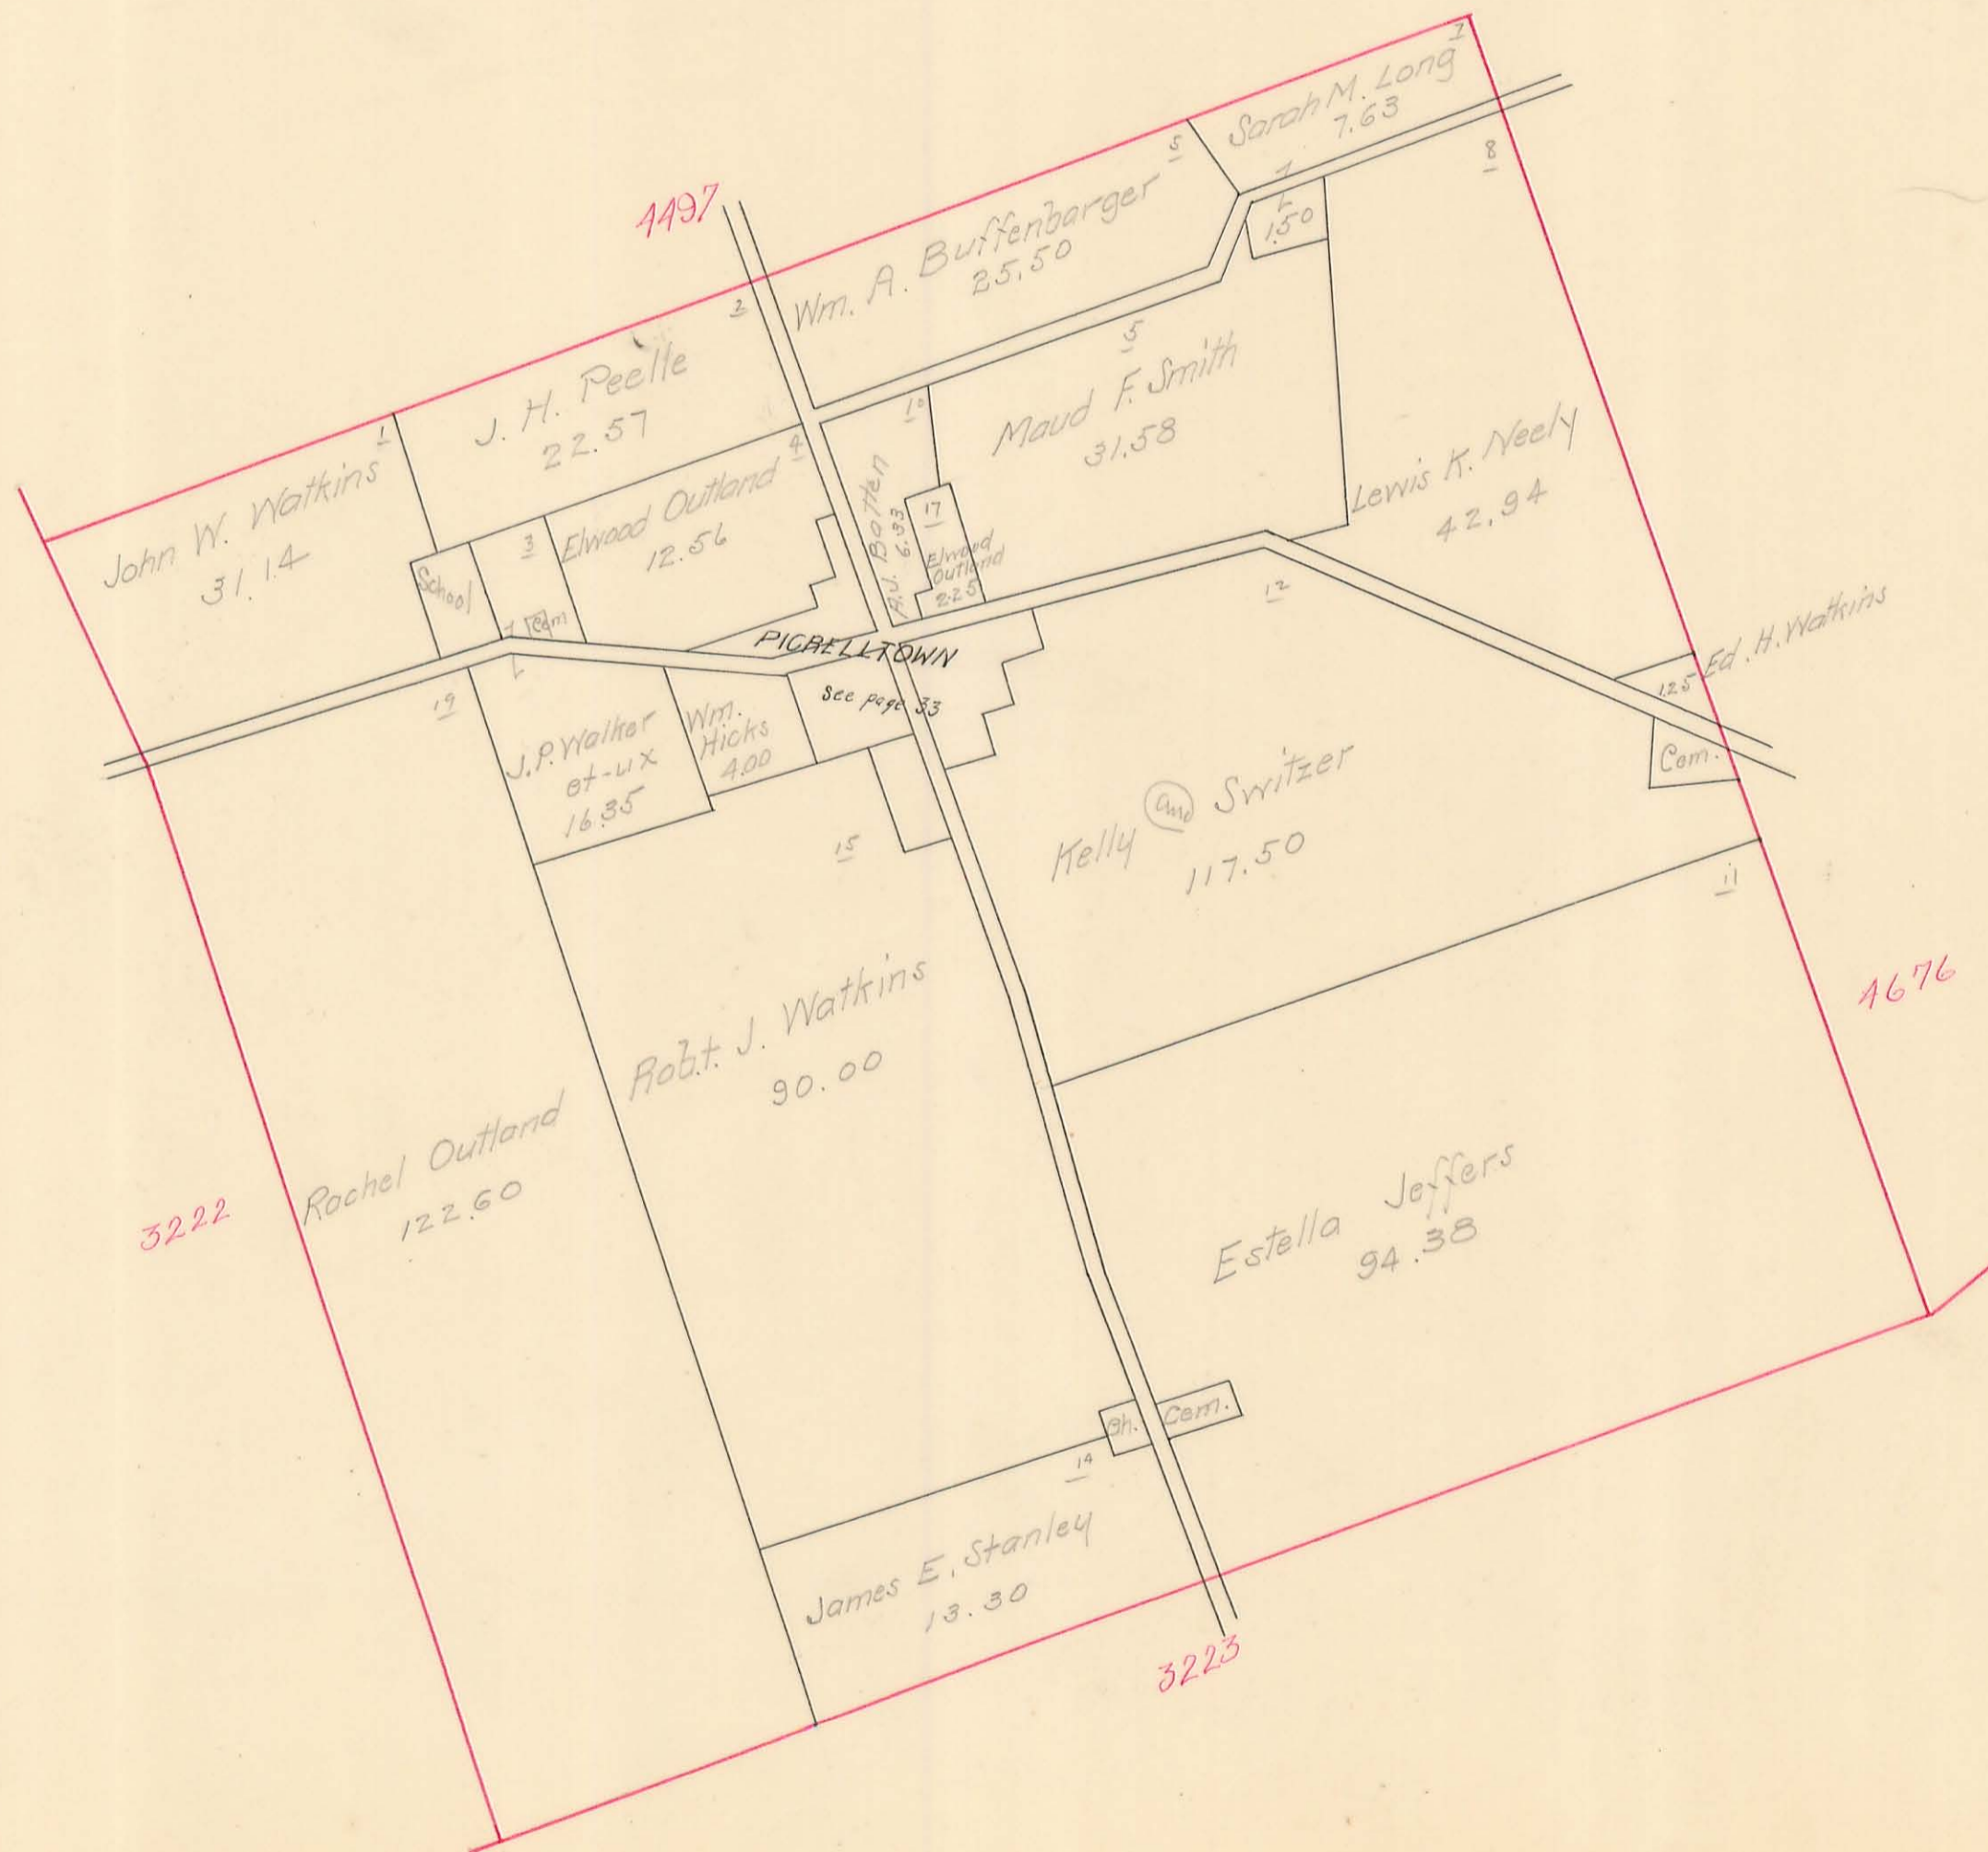 7
Sarah M. Long
7.63
8
5
4497
Wm. A. Buffenbarger
25.50
1.50
2
J. H. Peelle
22.57
5
Maud F. Smith
31.58
10
1
John W. Watkins
31.14
4
Elwood Outland
12.56
3
School
Cem
A.J. Batten
6.33
17
Elwood
Outland
2.25
Lewis K. Neely
42.94
12
Ed. H. Watkins
1.25
Cem.
PICRELLTOWN
See page 33
19
J.P. Walker
et-ux
16.35
Wm.
Hicks
4.00
15
Kelly and Switzer
117.50
11
4676
Robt. J. Watkins
90.00
Rachel Outland
122.60
3222
Estella Jeffers
94.38
Ch.
Cem.
14
James E. Stanley
13.30
3223